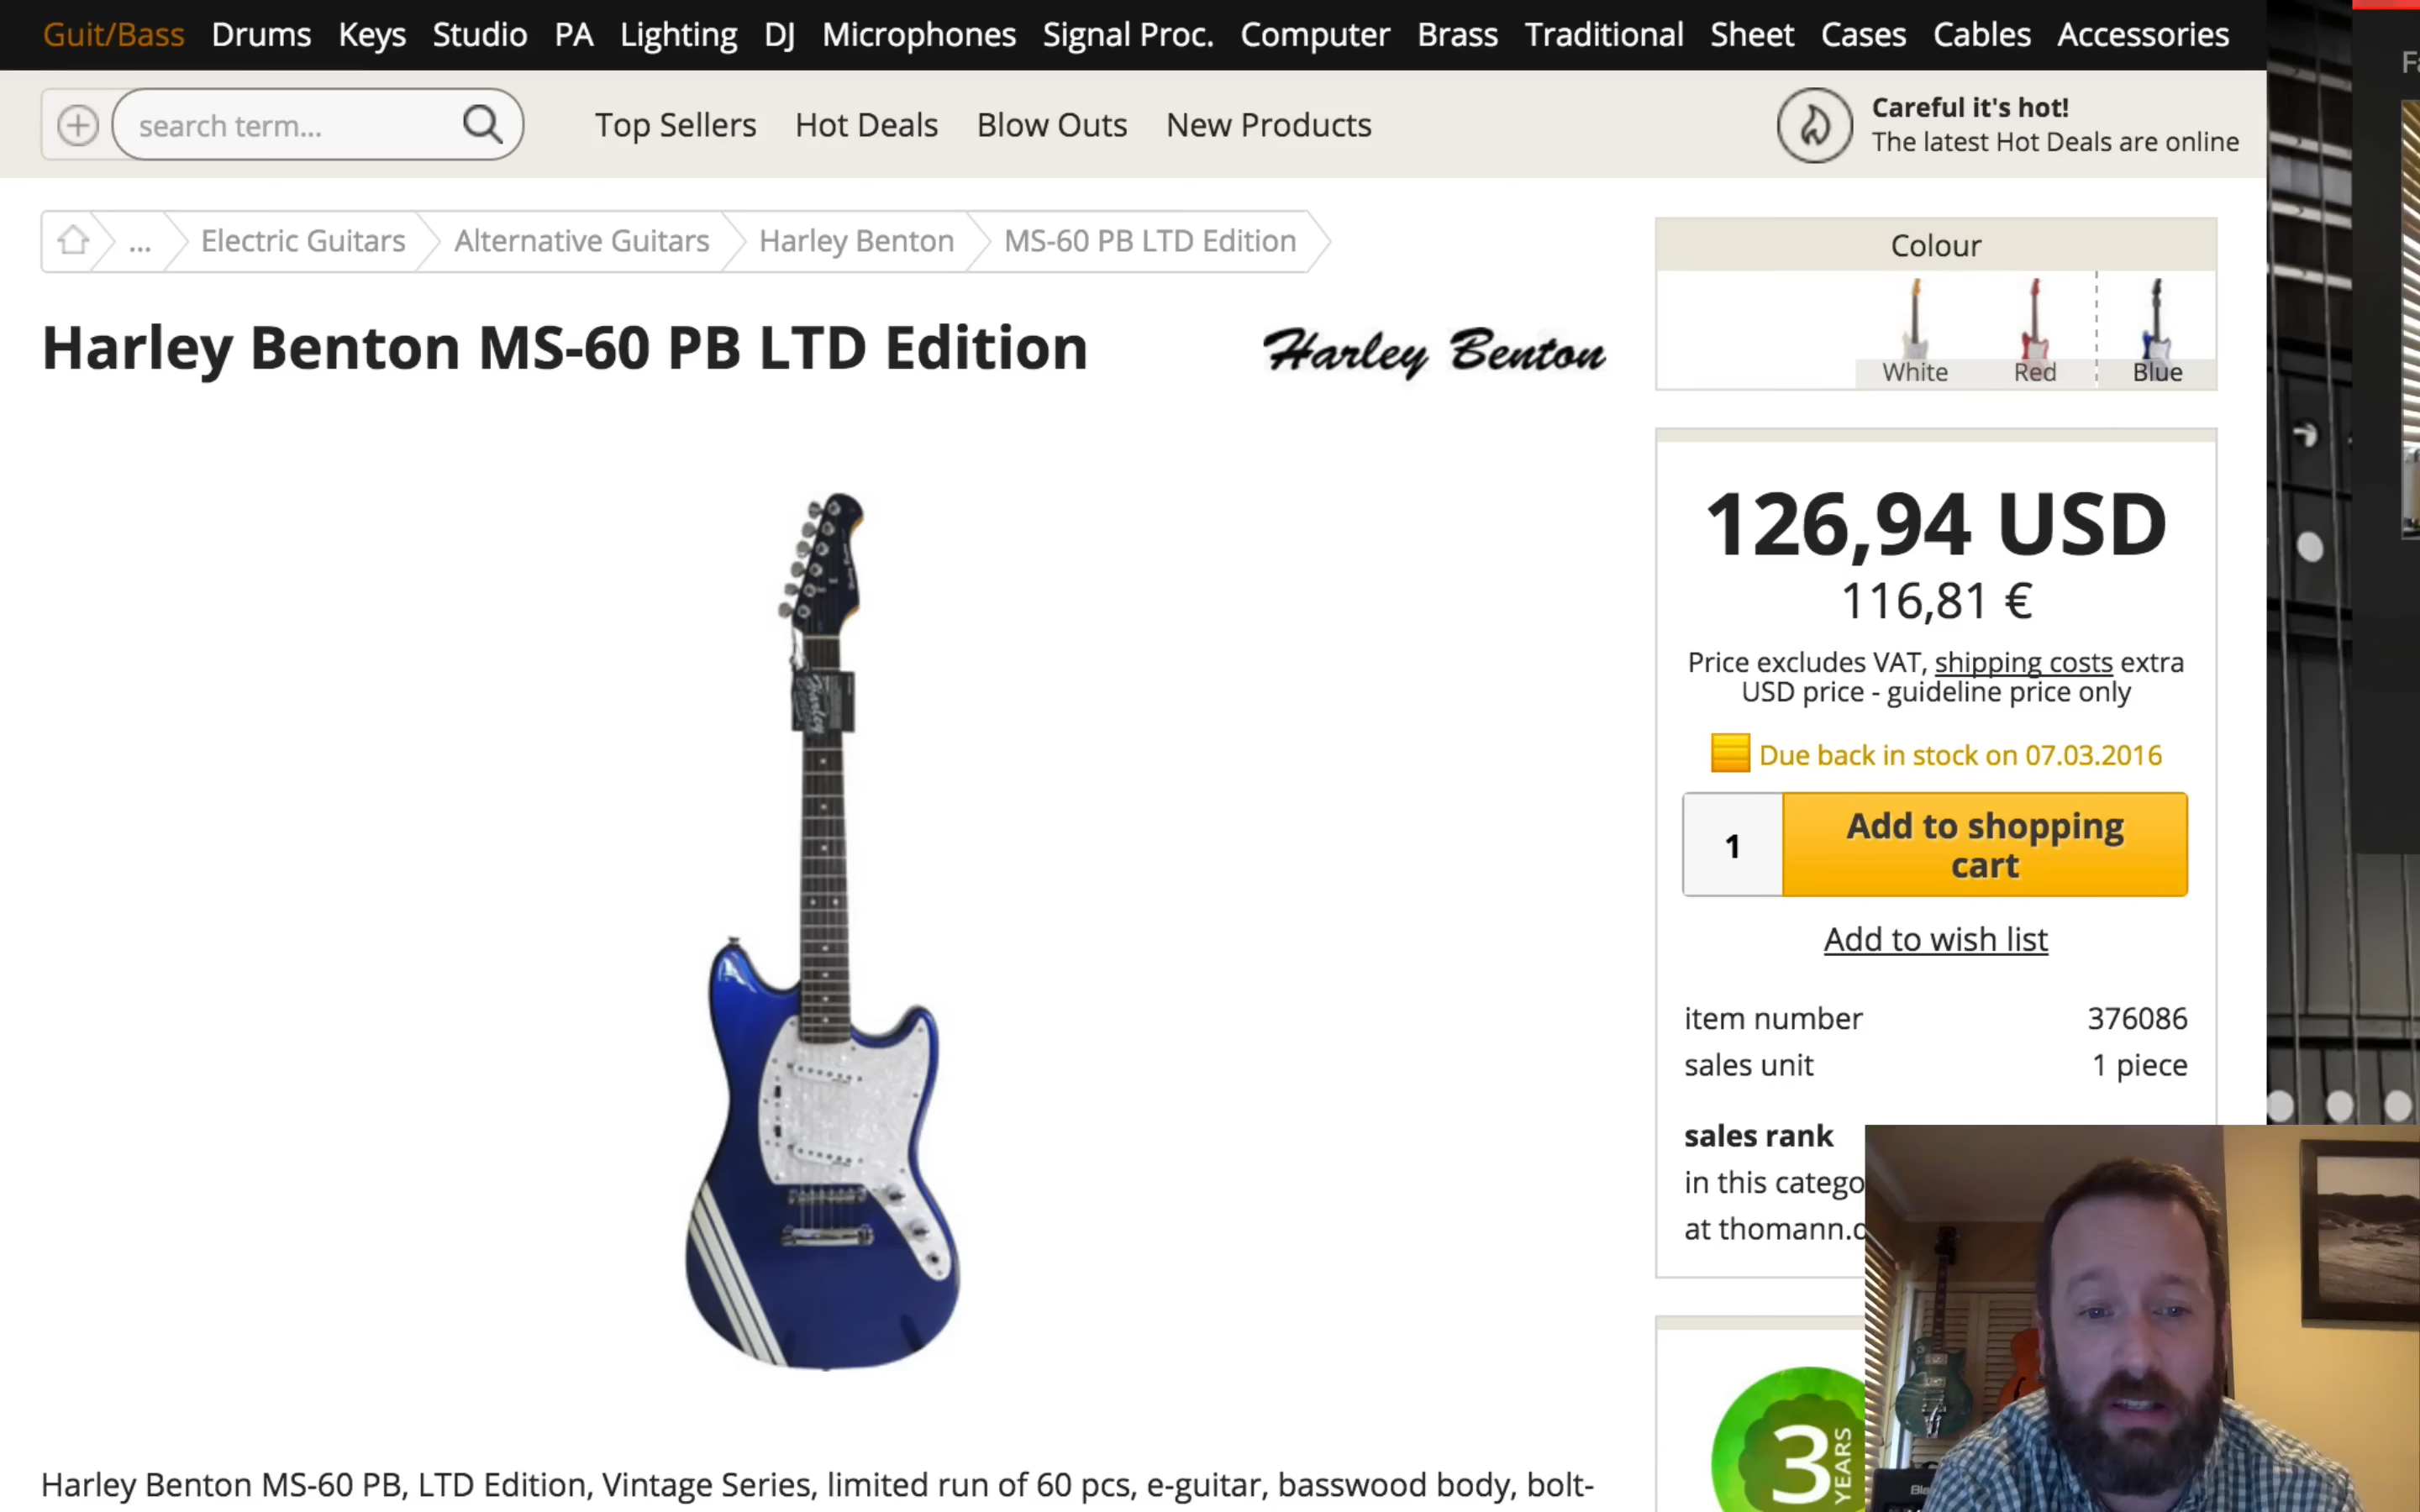 Guit/Bass Drums Keys Studio PA Lighting DJ Microphones Signal Proc. Computer Brass Traditional Sheet Cases Cables Accessories
search term...
Top Sellers Hot Deals Blow Outs New Products
Careful it's hot!
The latest Hot Deals are online
... Electric Guitars Alternative Guitars Harley Benton MS-60 PB LTD Edition
Harley Benton MS-60 PB LTD Edition
Harley Benton
Colour
White Red Blue
126,94 USD
116,81 €
Price excludes VAT, shipping costs extra
USD price - guideline price only
Due back in stock on 07.03.2016
1
Add to shopping
cart
Add to wish list
item number 376086
sales unit 1 piece
sales rank
in this catego
at thomann.d
3 YEARS
Harley Benton MS-60 PB, LTD Edition, Vintage Series, limited run of 60 pcs, e-guitar, basswood body, bolt-